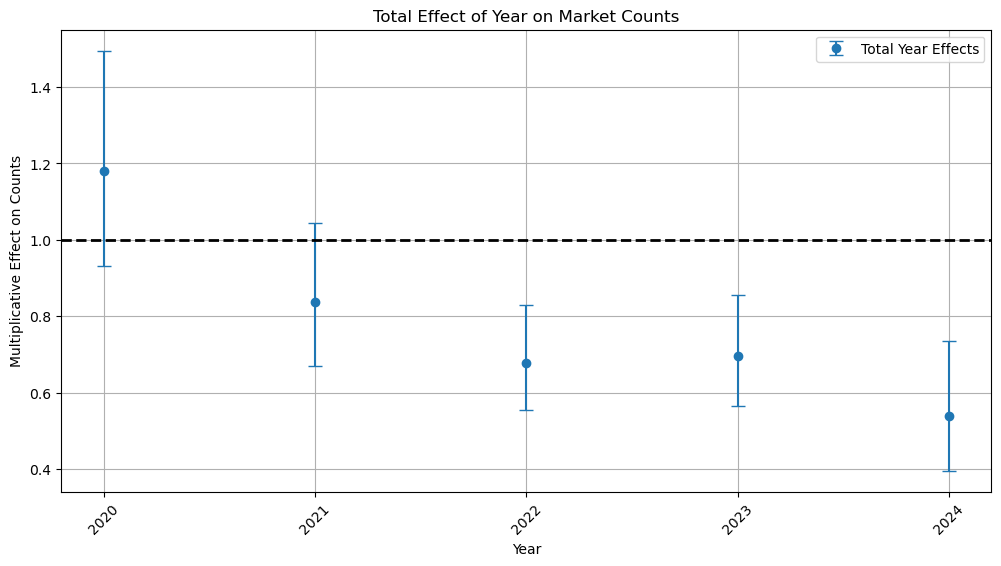 Total Effect of Year on Market Counts
Total Year Effects
Multiplicative Effect on Counts
1.4
1.2
1.0
0.8
0.6
0.4
2020
2021
2022
2023
2024
Year